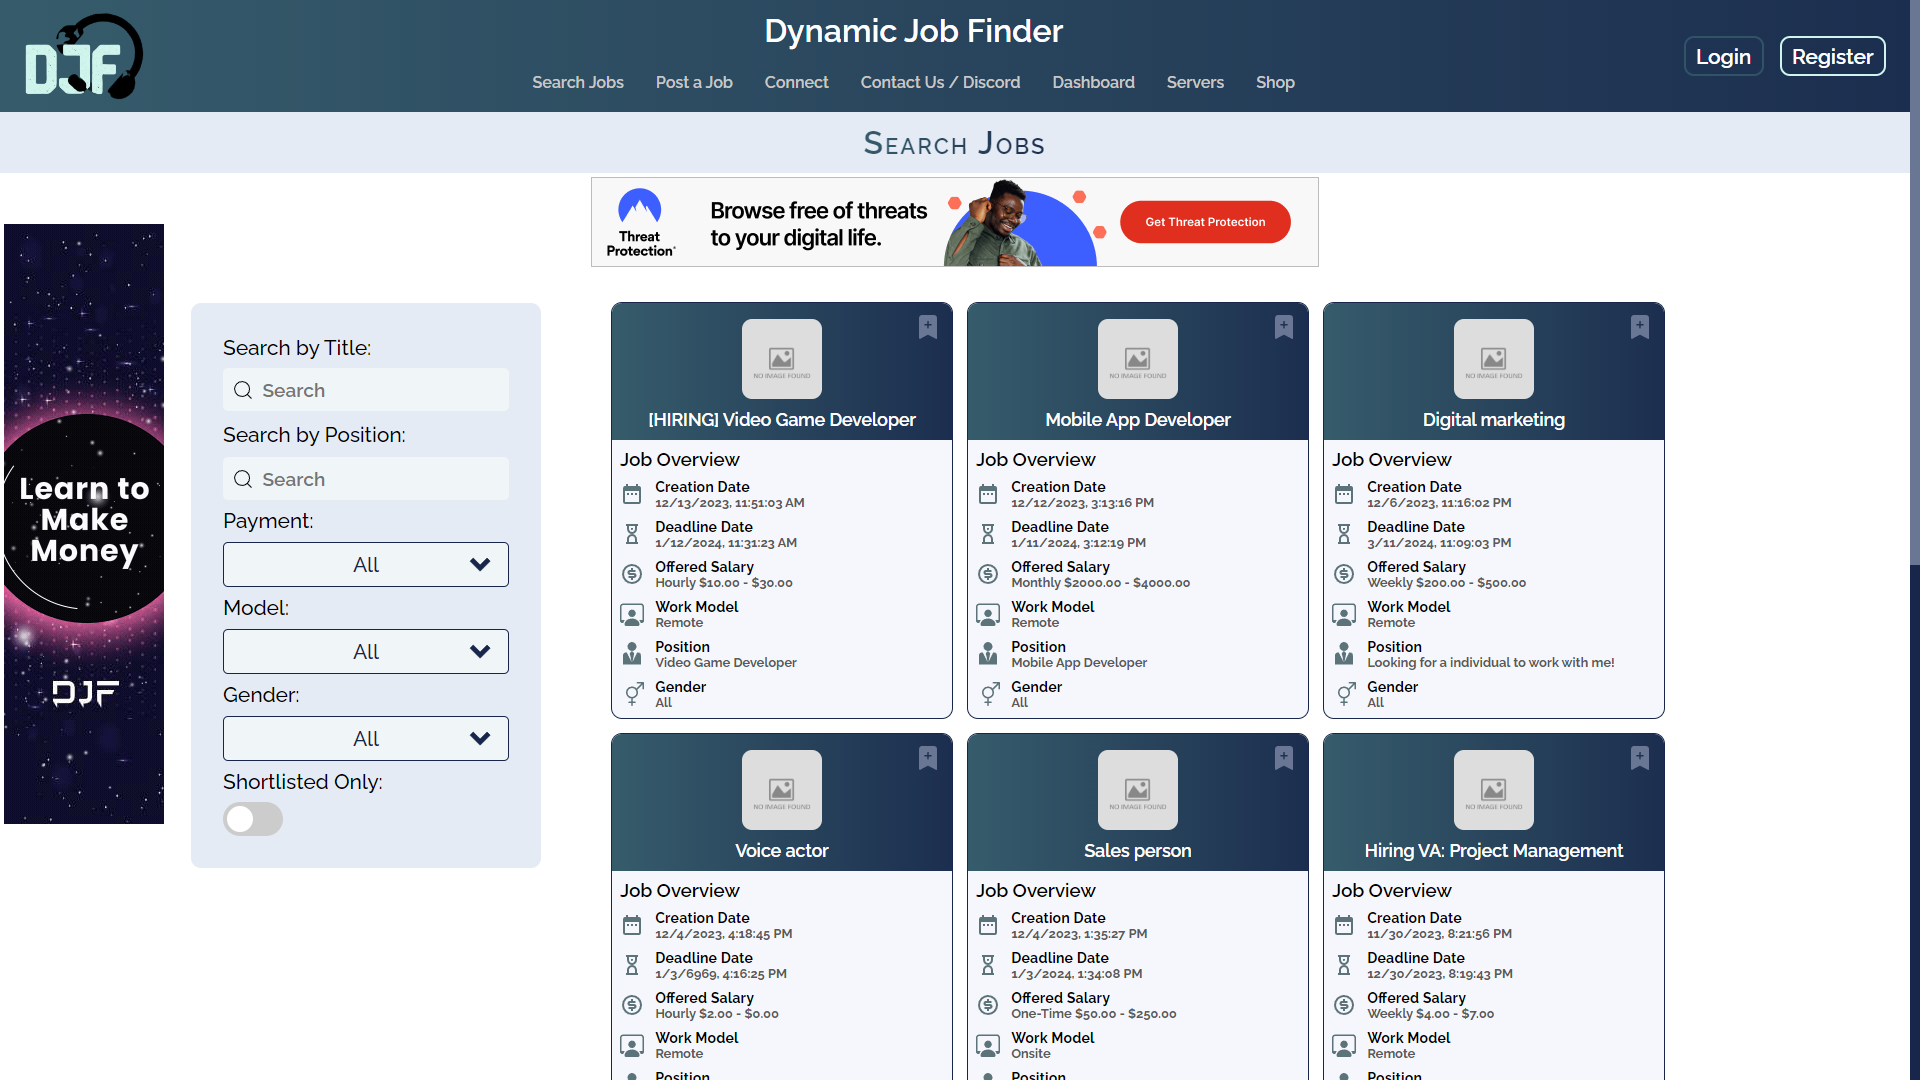 DJF
Dynamic Job Finder
Search Jobs
Post a Job
Connect
Contact Us / Discord
Dashboard
Servers
Shop
Login
Register
Search Jobs
Threat
Protection
Browse free of threats
to your digital life.
Get Threat Protection
Learn to
Make
Money
DJF
Search by Title:
Search
Search by Position:
Search
Payment:
All
Model:
All
Gender:
All
Shortlisted Only:
NO IMAGE FOUND
[HIRING] Video Game Developer
Job Overview
Creation Date
12/13/2023, 11:51:03 AM
Deadline Date
1/12/2024, 11:31:23 AM
Offered Salary
Hourly $10.00 - $30.00
Work Model
Remote
Position
Video Game Developer
Gender
All
NO IMAGE FOUND
Mobile App Developer
Job Overview
Creation Date
12/12/2023, 3:13:16 PM
Deadline Date
1/11/2024, 3:12:19 PM
Offered Salary
Monthly $2000.00 - $4000.00
Work Model
Remote
Position
Mobile App Developer
Gender
All
NO IMAGE FOUND
Digital marketing
Job Overview
Creation Date
12/6/2023, 11:16:02 PM
Deadline Date
3/11/2024, 11:09:03 PM
Offered Salary
Weekly $200.00 - $500.00
Work Model
Remote
Position
Looking for a individual to work with me!
Gender
All
NO IMAGE FOUND
Voice actor
Job Overview
Creation Date
12/4/2023, 4:18:45 PM
Deadline Date
1/3/6969, 4:16:25 PM
Offered Salary
Hourly $2.00 - $0.00
Work Model
Remote
Position
NO IMAGE FOUND
Sales person
Job Overview
Creation Date
12/4/2023, 1:35:27 PM
Deadline Date
1/3/2024, 1:34:08 PM
Offered Salary
One-Time $50.00 - $250.00
Work Model
Onsite
Position
NO IMAGE FOUND
Hiring VA: Project Management
Job Overview
Creation Date
11/30/2023, 8:21:56 PM
Deadline Date
12/30/2023, 8:19:43 PM
Offered Salary
Weekly $4.00 - $7.00
Work Model
Remote
Position